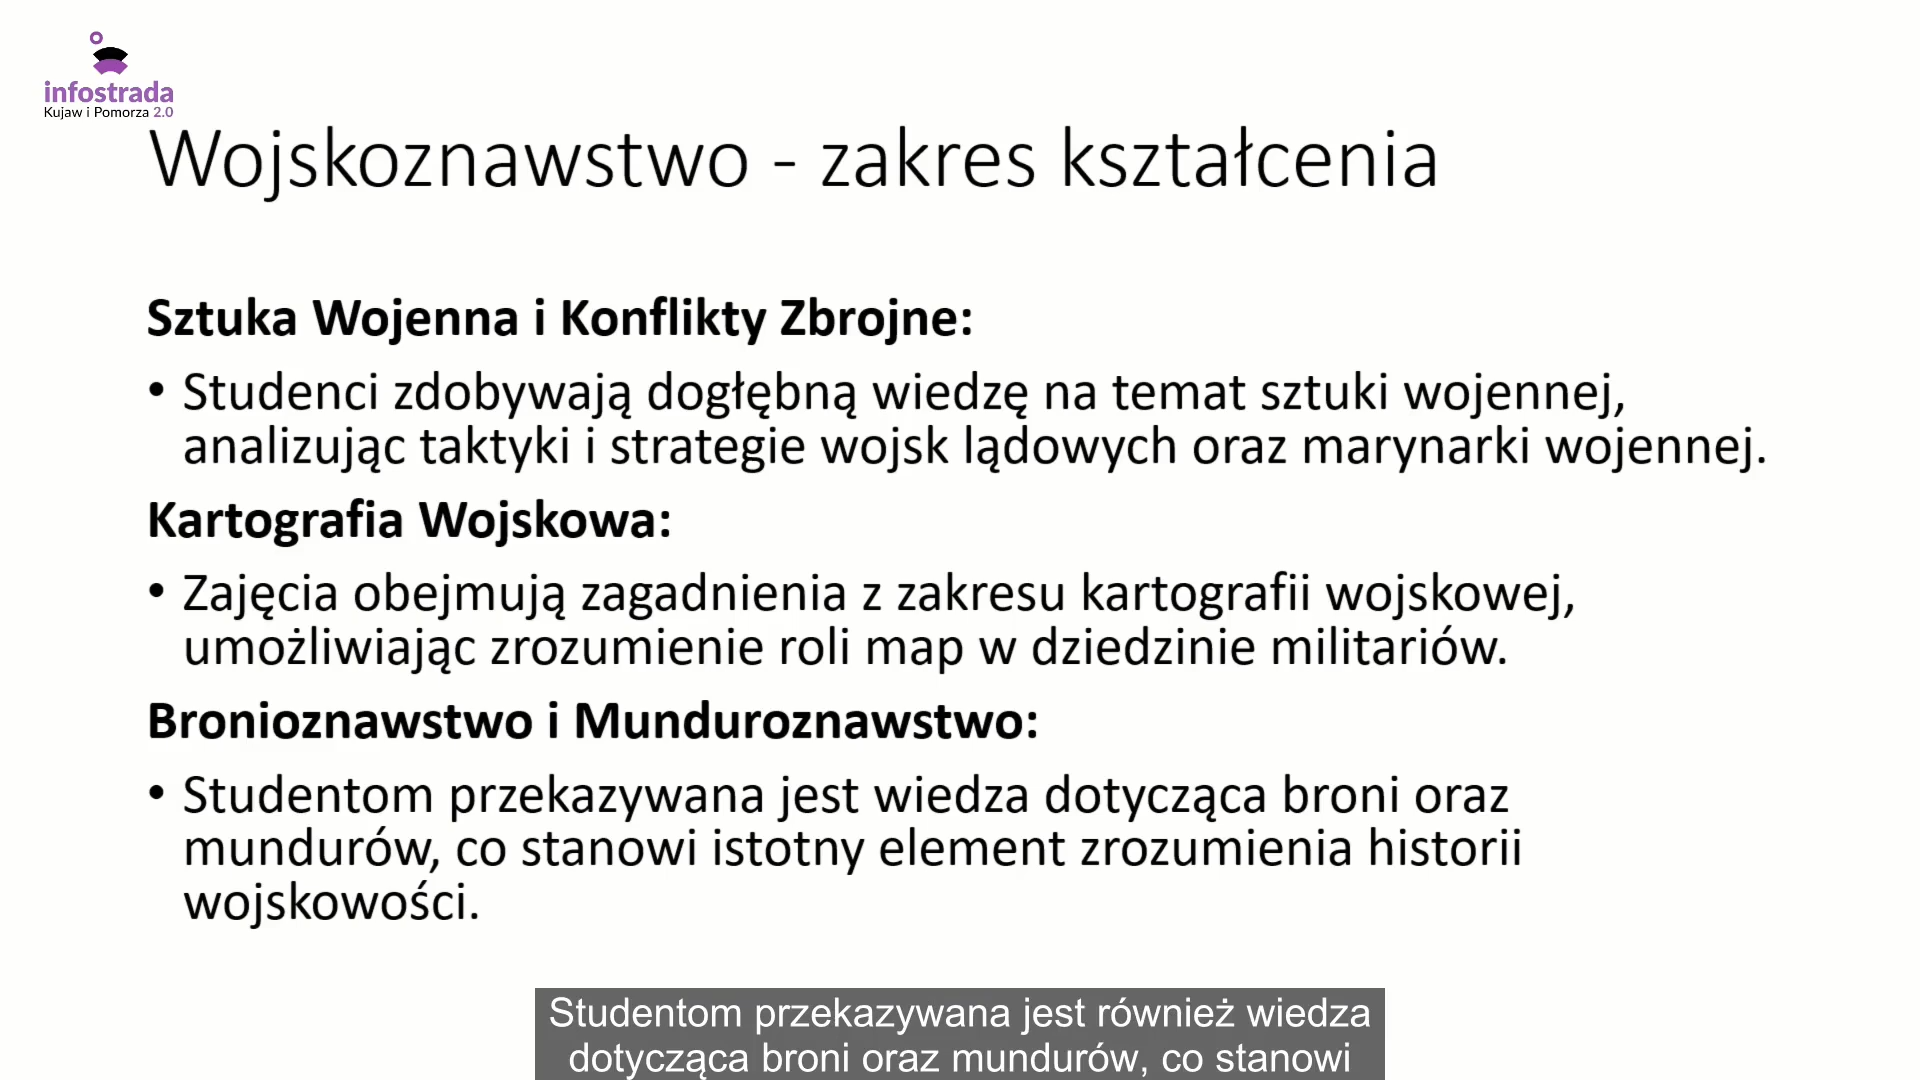 infostrada
Kujaw i Pomorza 2.0
Wojskoznawstwo - zakres kształcenia
Sztuka Wojenna i Konflikty Zbrojne:
• Studenci zdobywają dogłębną wiedzę na temat sztuki wojennej,
analizując taktyki i strategie wojsk lądowych oraz marynarki wojennej.
Kartografia Wojskowa:
• Zajęcia obejmują zagadnienia z zakresu kartografii wojskowej,
umożliwiając zrozumienie roli map w dziedzinie militariów.
Bronioznawstwo i Munduroznawstwo:
• Studentom przekazywana jest wiedza dotycząca broni oraz
mundurów, co stanowi istotny element zrozumienia historii
wojskowości.
Studentom przekazywana jest również wiedza
dotycząca broni oraz mundurów, co stanowi